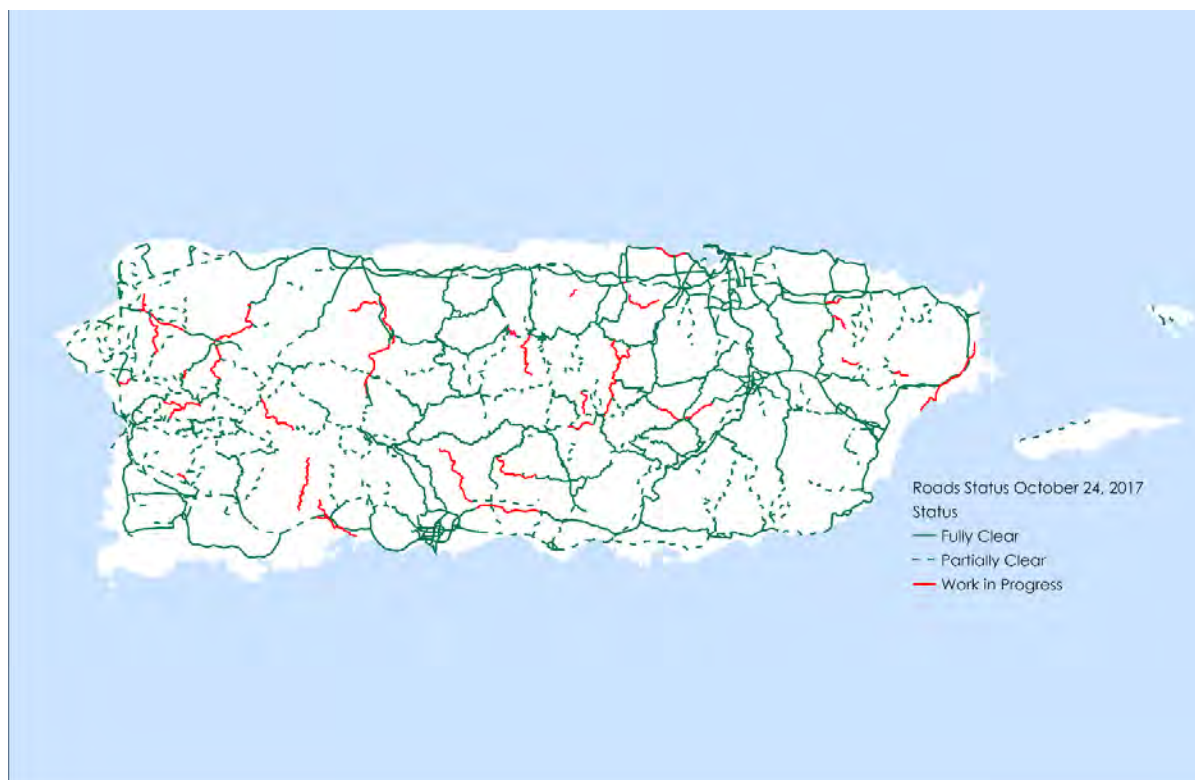 Roads Status October 24, 2017
Status
Fully Clear
Partially Clear
Work in Progress